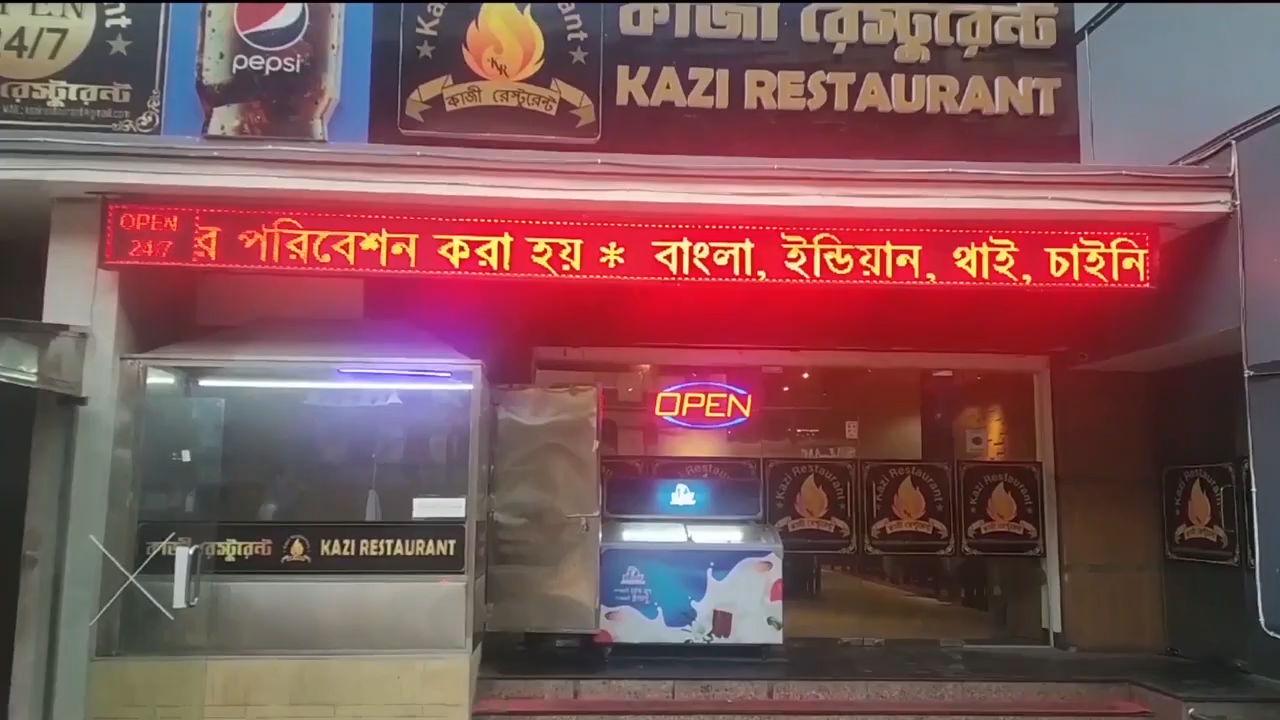 OPEN
24/7
রেস্টুরেন্ট
pepsi
কাজী রেস্টুরেন্ট
KR
কাজী রেস্টুরেন্ট
KAZI RESTAURANT
OPEN
24/7
র পরিবেশন করা হয় * বাংলা, ইন্ডিয়ান, থাই, চাইনি
OPEN
Kazi Restaurant
কাজী রেস্টুরেন্ট
Kazi Restaurant
কাজী রেস্টুরেন্ট
Kazi Restaurant
কাজী রেস্টুরেন্ট
Kazi Restaurant
কাজী রেস্টুরেন্ট
কাজী রেস্টুরেন্ট KAZI RESTAURANT